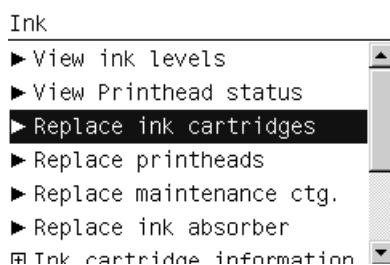 Ink
View ink levels
View Printhead status
Replace ink cartridges
Replace printheads
Replace maintenance ctg.
Replace ink absorber
Ink cartridge information